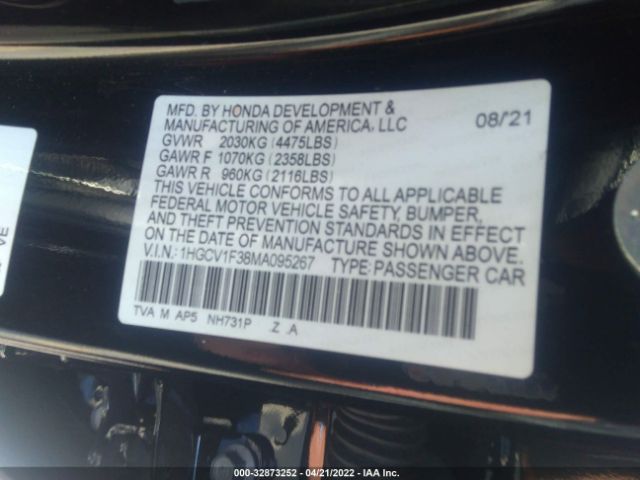 MFD. BY HONDA DEVELOPMENT &
MANUFACTURING OF AMERICA, LLC 08/'21
GVWR 2030KG (4475LBS)
GAWR F 1070KG (2358LBS)
GAWR R 960KG (2116LBS)
THIS VEHICLE CONFORMS TO ALL APPLICABLE
FEDERAL MOTOR VEHICLE SAFETY, BUMPER,
AND THEFT PREVENTION STANDARDS IN EFFECT
ON THE DATE OF MANUFACTURE SHOWN ABOVE.
V.I.N.: 1HGCV1F38MA095267 TYPE: PASSENGER CAR
TVA M AP5 NH731P .Z .A
VE
000-32873252 - 04/21/2022 - IAA Inc.